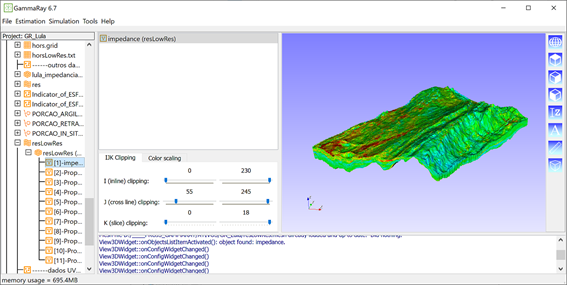 GammaRay 6.7
File Estimation Simulation Tools Help
Project: GR_Lula
hors.grid
horsLowRes.txt
------outros da...
lula_impedancia...
res
Indicator_of_ESF...
Indicator_of_ESF...
PORCAO_ARGIL...
PORCAO_RETRA...
PORCAO_IN_SIT...
resLowRes
resLowRes (...
[1]-impe...
[2]-Prop...
[3]-Prop...
[4]-Prop...
[5]-Prop...
[6]-Prop...
[7]-Prop...
[8]-Prop...
[9]-Prop...
[10]-Pro...
[11]-Pro...
------dados UV...
impedance (resLowRes)
IJK Clipping Color scaling
0 230
I (inline) clipping:
55 245
J (cross line) clipping:
0 18
K (slice) clipping:
View3DWidget::onObjectsListItemActivated(): object found: impedance.
View3DWidget::onConfigWidgetChanged()
View3DWidget::onConfigWidgetChanged()
View3DWidget::onConfigWidgetChanged()
View3DWidget::onConfigWidgetChanged()
memory usage = 695.4MB